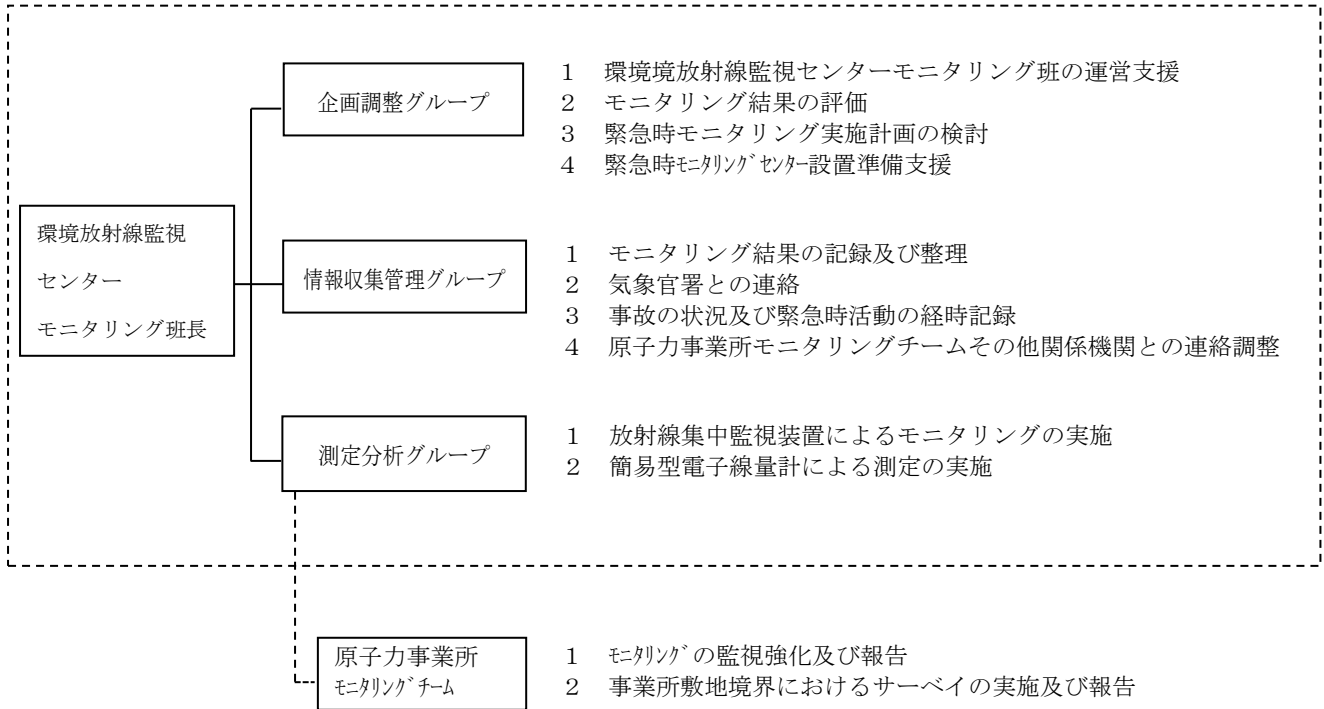 企画調整グループ
1 環境境放射線監視センターモニタリング班の運営支援
2 モニタリング結果の評価
3 緊急時モニタリング実施計画の検討
4 緊急時ﾓﾆﾀﾘﾝｸﾞｾﾝﾀｰ設置準備支援
環境放射線監視
センター
モニタリング班長
情報収集管理グループ
1 モニタリング結果の記録及び整理
2 気象官署との連絡
3 事故の状況及び緊急時活動の経時記録
4 原子力事業所モニタリングチームその他関係機関との連絡調整
測定分析グループ
1 放射線集中監視装置によるモニタリングの実施
2 簡易型電子線量計による測定の実施
原子力事業所
ﾓﾆﾀﾘﾝｸﾞﾁｰﾑ
1 ﾓﾆﾀﾘﾝｸﾞの監視強化及び報告
2 事業所敷地境界におけるサーベイの実施及び報告